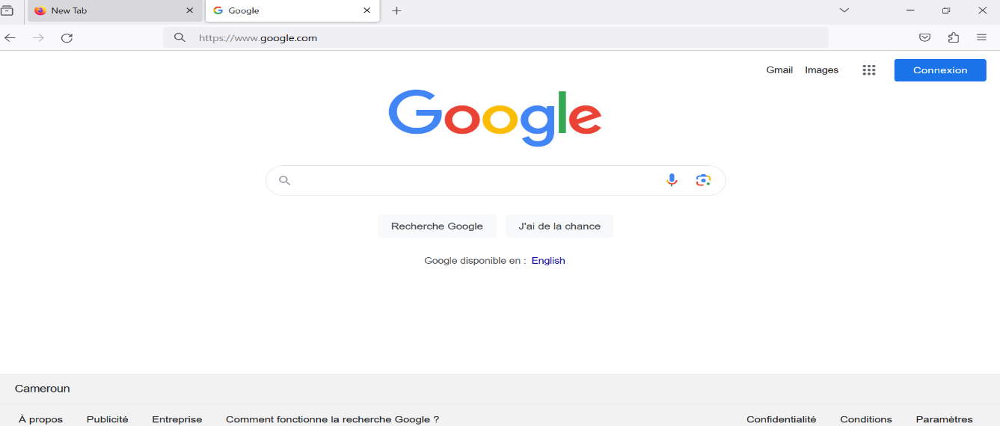 New Tab Google
https://www.google.com
Gmail Images Connexion
Google
Recherche Google J'ai de la chance
Google disponible en : English
Cameroun
À propos Publicité Entreprise Comment fonctionne la recherche Google ? Confidentialité Conditions Paramètres